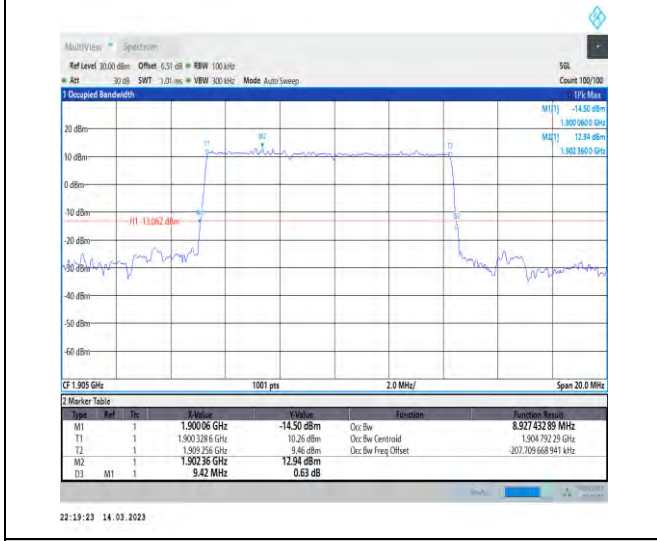 MultiView Spectrum
Ref Level 30.00 dBm Offset 6.51 dB RBW 100 kHz SGL
Att 30 dB SWT 1.01 ms VBW 300 kHz Mode Auto Sweep Count 100/100
1 Occupied Bandwidth 1Pk Max
M1[1] -14.50 dBm
1.900 060 0 GHz
M2[1] 12.94 dBm
1.902 360 0 GHz
20 dBm
T1 M2 T2
10 dBm
0 dBm
-10 dBm
H1 -13.062 dBm
-20 dBm
-30 dBm
-40 dBm
-50 dBm
-60 dBm
CF 1.905 GHz 1001 pts 2.0 MHz/ Span 20.0 MHz
2 Marker Table
Type Ref Trc X-Value Y-Value Function Function Result
M1 1 1.90006 GHz -14.50 dBm Occ Bw 8.927 432 89 MHz
T1 1 1.900 328 6 GHz 10.26 dBm Occ Bw Centroid 1.904 792 29 GHz
T2 1 1.909 256 GHz 9.46 dBm Occ Bw Freq Offset -207.709 668 941 kHz
M2 1 1.90236 GHz 12.94 dBm
D3 M1 1 9.42 MHz 0.63 dB
22:19:23 14.03.2023